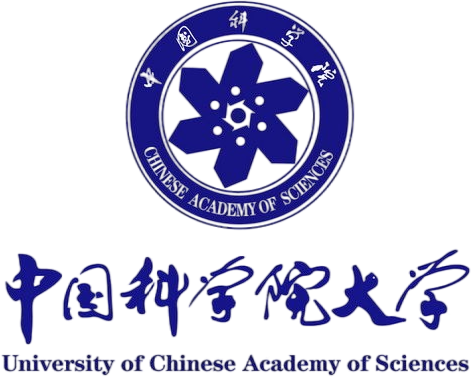 中国科学院
CHINESE ACADEMY OF SCIENCES
中国科学院大学
University of Chinese Academy of Sciences